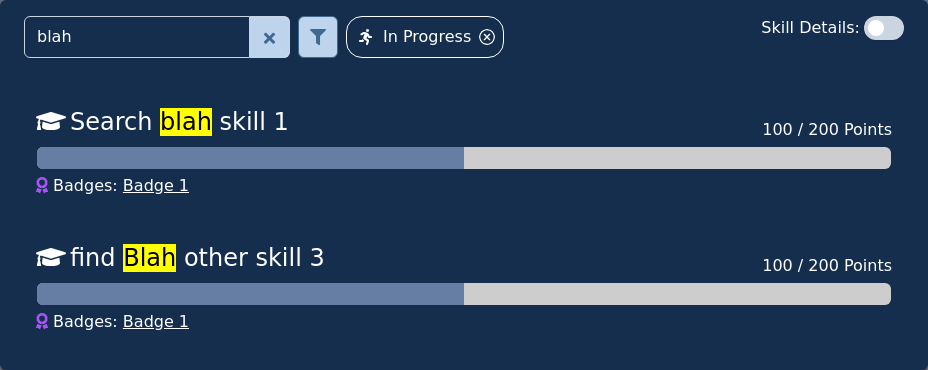 blah
In Progress
Skill Details:
Search blah skill 1
100 / 200 Points
Badges: Badge 1
find Blah other skill 3
100 / 200 Points
Badges: Badge 1